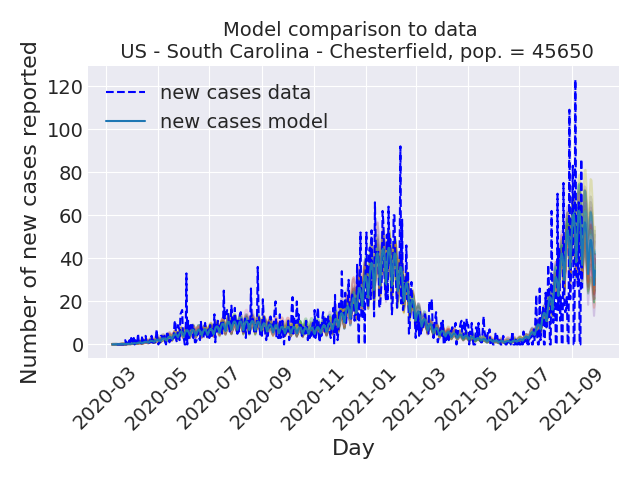 Model comparison to data
US - South Carolina - Chesterfield, pop. = 45650
Number of new cases reported
120
100
80
60
40
20
0
new cases data
new cases model
2020-03
2020-05
2020-07
2020-09
2020-11
2021-01
2021-03
2021-05
2021-07
2021-09
Day